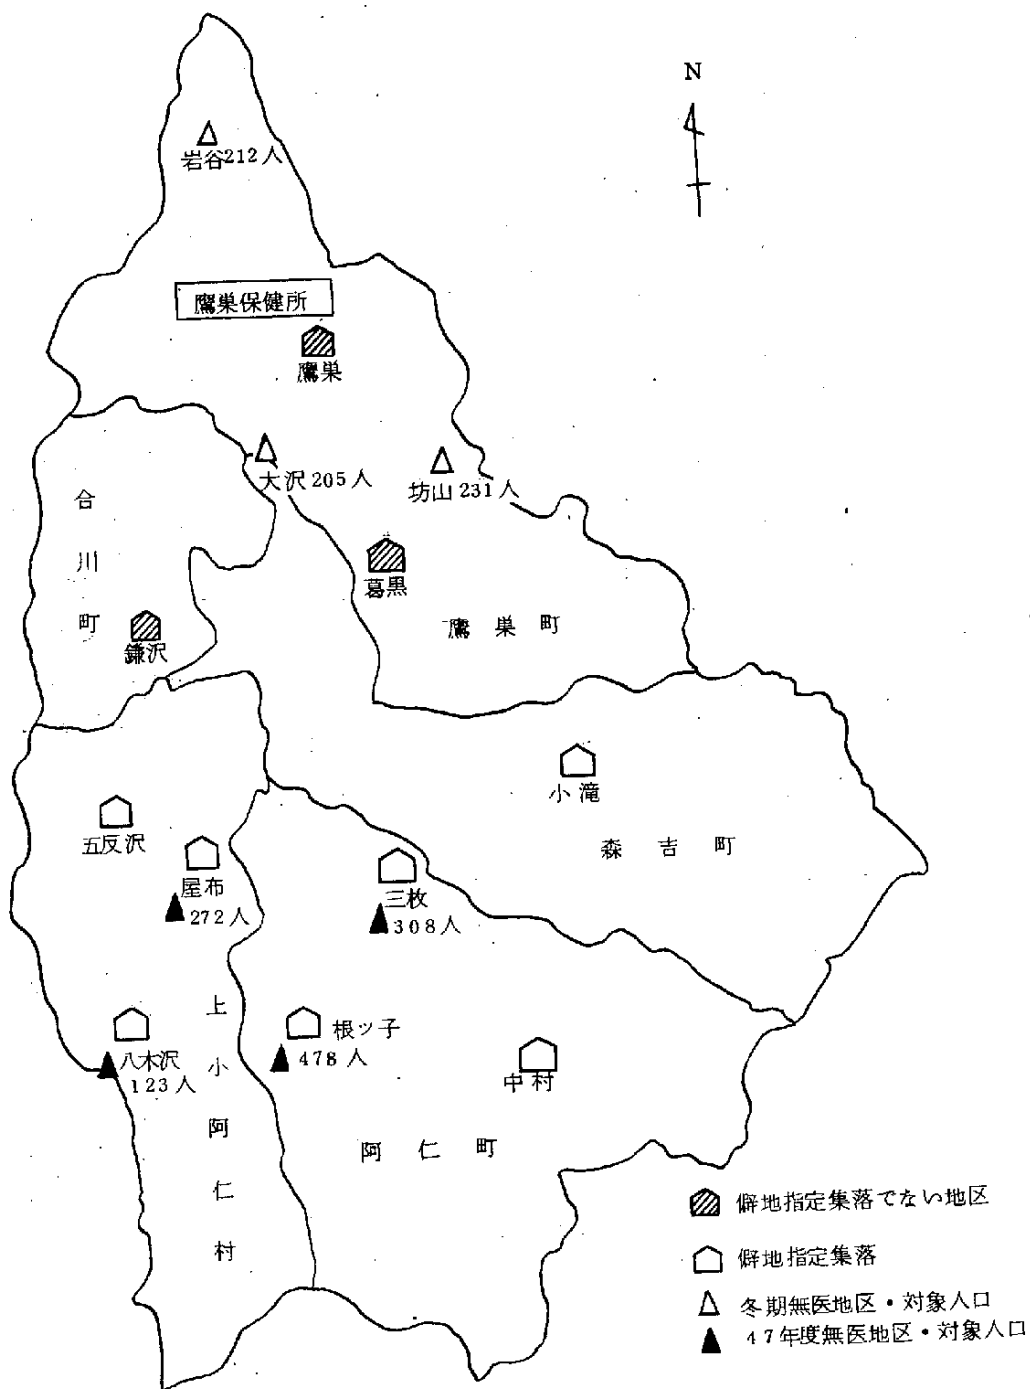 N
岩谷212人
鷹巣保健所
鷹巣
大沢205人
坊山231人
合川町
葛黒
鷹巣町
鎌沢
小滝
森吉町
五反沢
屋布
272人
三枚
308人
上小阿仁村
根ッ子
478人
八木沢
123人
中村
阿仁町
僻地指定集落でない地区
僻地指定集落
冬期無医地区・対象人口
47年度無医地区・対象人口